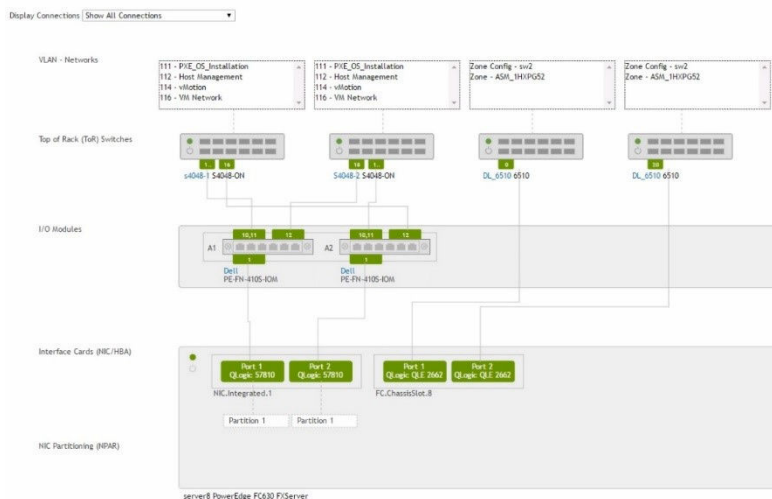 Display Connections Show All Connections
VLAN - Networks
111 - PXE_OS_Installation
112 - Host Management
114 - vMotion
116 - VM Network
111 - PXE_OS_Installation
112 - Host Management
114 - vMotion
116 - VM Network
Zone Config - sw2
Zone - ASM_1HXPG52
Zone Config - sw2
Zone - ASM_1HXPG52
Top of Rack (ToR) Switches
1.. 16
s4048-1 S4048-ON
16 1..
S4048-2 S4048-ON
DL_6510 6510
DL_6510 6510
I/O Modules
A1
10,11 12
1
Dell
PE-FN-410S-IOM
A2
10,11 12
1
Dell
PE-FN-410S-IOM
Interface Cards (NIC/HBA)
Port 1
QLogic 57810
Port 2
QLogic 57810
NIC.Integrated.1
Port 1
QLogic QLE 2662
Port 2
QLogic QLE 2662
FC.ChassisSlot.8
Partition 1
Partition 1
NIC Partitioning (NPAR)
server8 PowerEdge FC630 FXServer